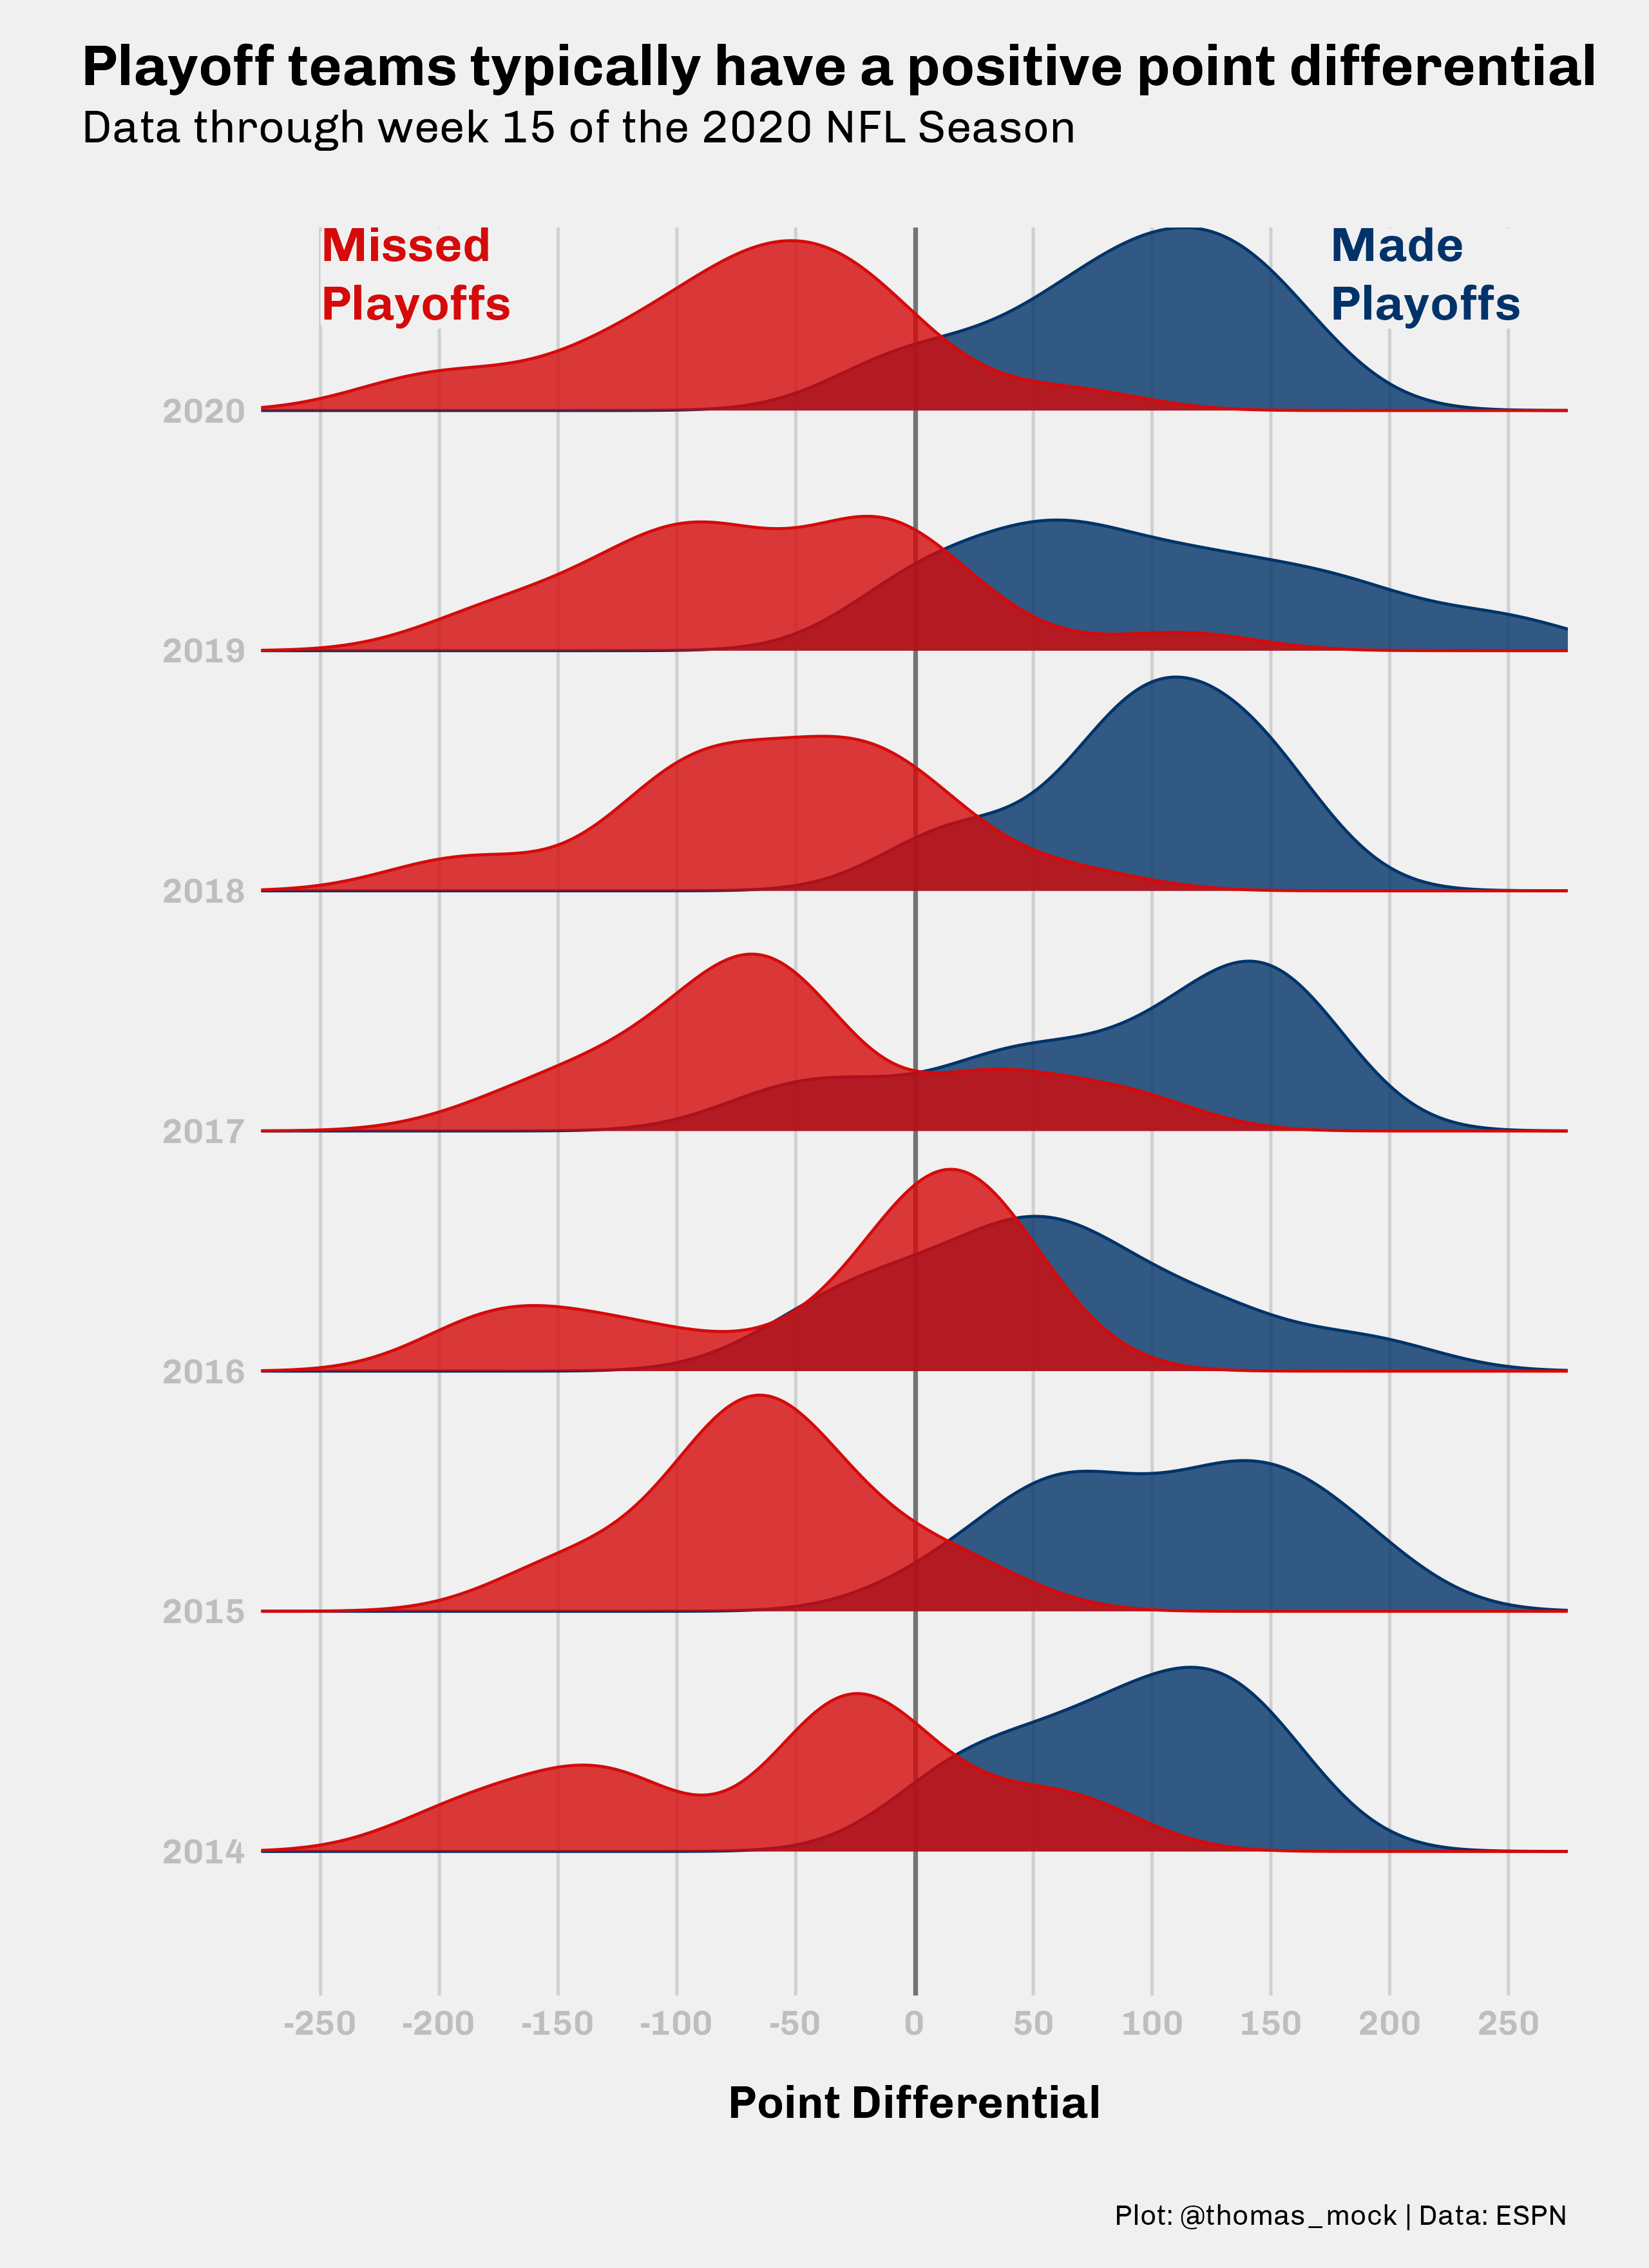 Playoff teams typically have a positive point differential
Data through week 15 of the 2020 NFL Season
Missed
Playoffs
Made
Playoffs
2020
2019
2018
2017
2016
2015
2014
-250 -200 -150 -100 -50 0 50 100 150 200 250
Point Differential
Plot: @thomas_mock | Data: ESPN